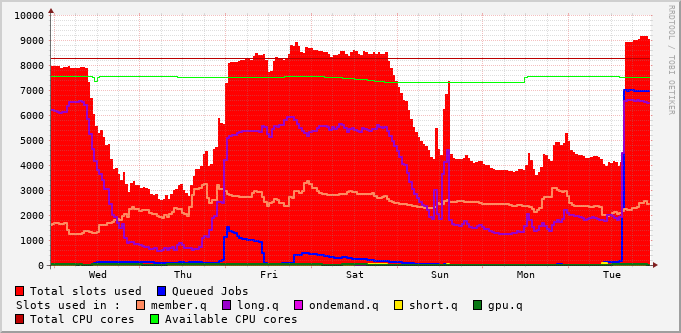 10000
9000
8000
7000
6000
5000
4000
3000
2000
1000
0
Wed Thu Fri Sat Sun Mon Tue
RRDTOOL / TOBI OETIKER
Total slots used Queued Jobs
Slots used in : member.q long.q ondemand.q short.q gpu.q
Total CPU cores Available CPU cores